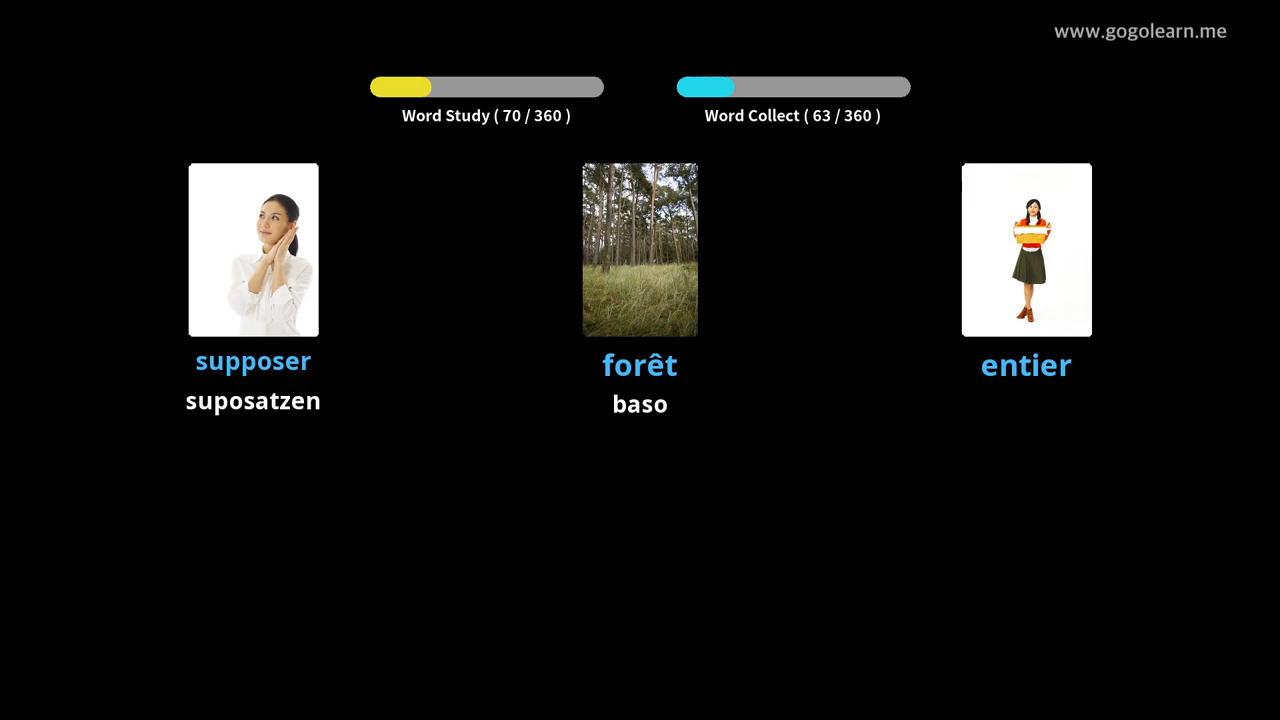 www.gogolearn.me
Word Study ( 70 / 360 )
Word Collect ( 63 / 360 )
supposer
suposatzen
forêt
baso
entier